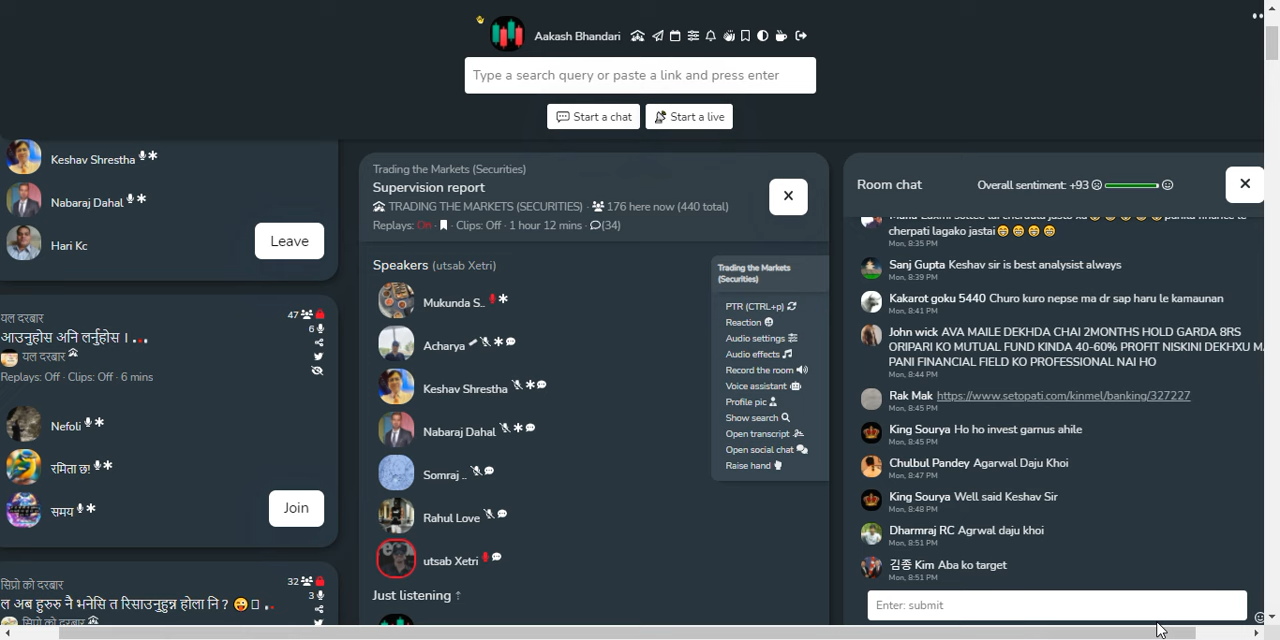 Aakash Bhandari
Type a search query or paste a link and press enter
Start a chat
Start a live
Keshav Shrestha
Nabaraj Dahal
Hari Kc
Leave
यल दरबार
47
6
आउनुहोस अनि लर्नुहोस ।
यल दरबार
Replays: Off · Clips: Off · 6 mins
Nefoli
रमिता छ!
समय
Join
सिप्रो को दरबार
32
3
ल अब हुरुरु नै भनेसि त रिसाउनुहुन्न होला नि ?
सिप्रो को दरबार
Trading the Markets (Securities)
Supervision report
TRADING THE MARKETS (SECURITIES) · 176 here now (440 total)
Replays: On · Clips: Off · 1 hour 12 mins · (34)
Speakers (utsab Xetri)
Mukunda S..
Acharya
Keshav Shrestha
Nabaraj Dahal
Somraj ..
Rahul Love
utsab Xetri
Just listening
Trading the Markets
(Securities)
PTR (CTRL+p)
Reaction
Audio settings
Audio effects
Record the room
Voice assistant
Profile pic
Show search
Open transcript
Open social chat
Raise hand
Room chat
Overall sentiment: +93
cherpati lagako jastai
Mon, 8:35 PM
Sanj Gupta Keshav sir is best analysist always
Mon, 8:39 PM
Kakarot goku 5440 Churo kuro nepse ma dr sap haru le kamaunan
Mon, 8:41 PM
John wick AVA MAILE DEKHDA CHAI 2MONTHS HOLD GARDA 8RS
ORIPARI KO MUTUAL FUND KINDA 40-60% PROFIT NISKINI DEKHXU
PANI FINANCIAL FIELD KO PROFESSIONAL NAI HO
Mon, 8:44 PM
Rak Mak https://www.setopati.com/kinmel/banking/327227
Mon, 8:45 PM
King Sourya Ho ho invest garnus ahile
Mon, 8:45 PM
Chulbul Pandey Agarwal Daju Khoi
Mon, 8:47 PM
King Sourya Well said Keshav Sir
Mon, 8:48 PM
Dharmraj RC Agrwal daju khoi
Mon, 8:51 PM
김종 Kim Aba ko target
Mon, 8:51 PM
Enter: submit